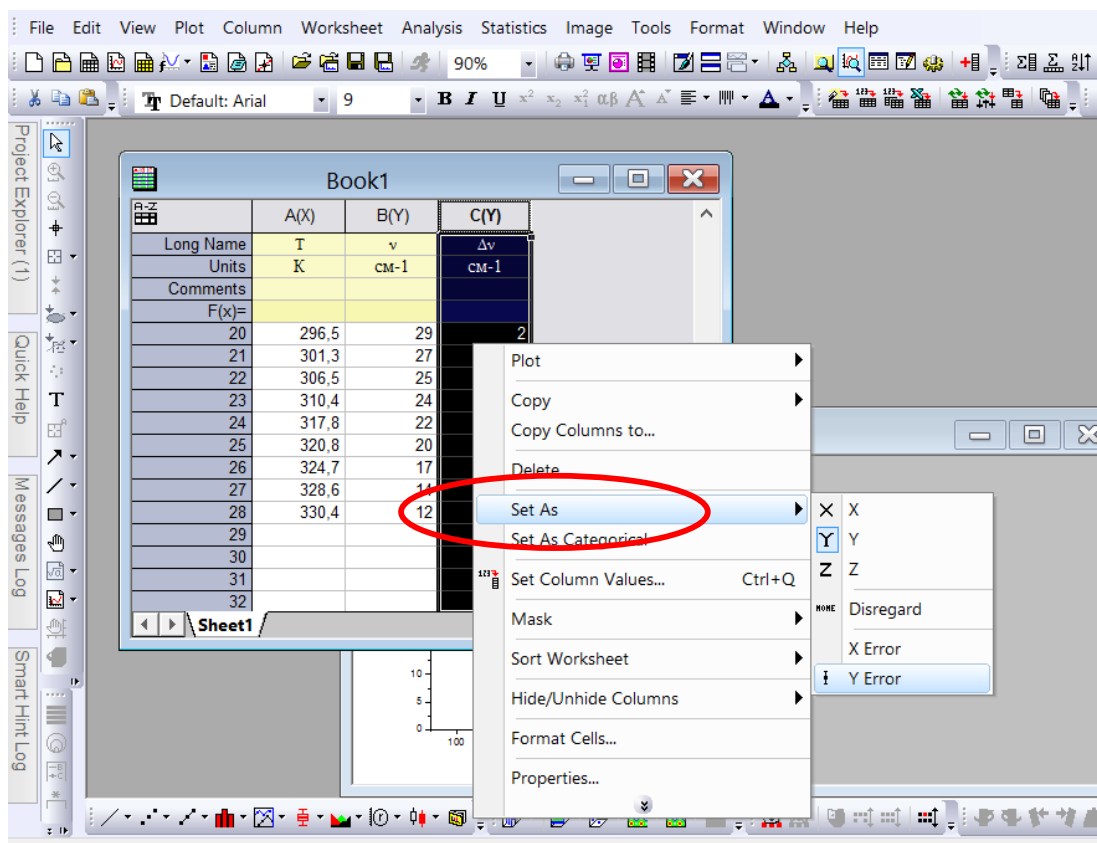 File Edit View Plot Column Worksheet Analysis Statistics Image Tools Format Window Help
90%
Default: Arial 9 B I U x² x₂ αβ A A
Project Explorer (1)
Quick Help
Messages Log
Smart Hint Log
T
Book1
A(X) B(Y) C(Y)
Long Name T ν Δν
Units K см-1 см-1
Comments
F(x)=
20 296,5 29 2
21 301,3 27
22 306,5 25
23 310,4 24
24 317,8 22
25 320,8 20
26 324,7 17
27 328,6 14
28 330,4 12
29
30
31
32
Sheet1
Plot
Copy
Copy Columns to...
Delete
Set As
Set As Categorical
Set Column Values... Ctrl+Q
Mask
Sort Worksheet
Hide/Unhide Columns
Format Cells...
Properties...
X X
Y Y
Z Z
NONE Disregard
X Error
Y Error
10
5
0
100